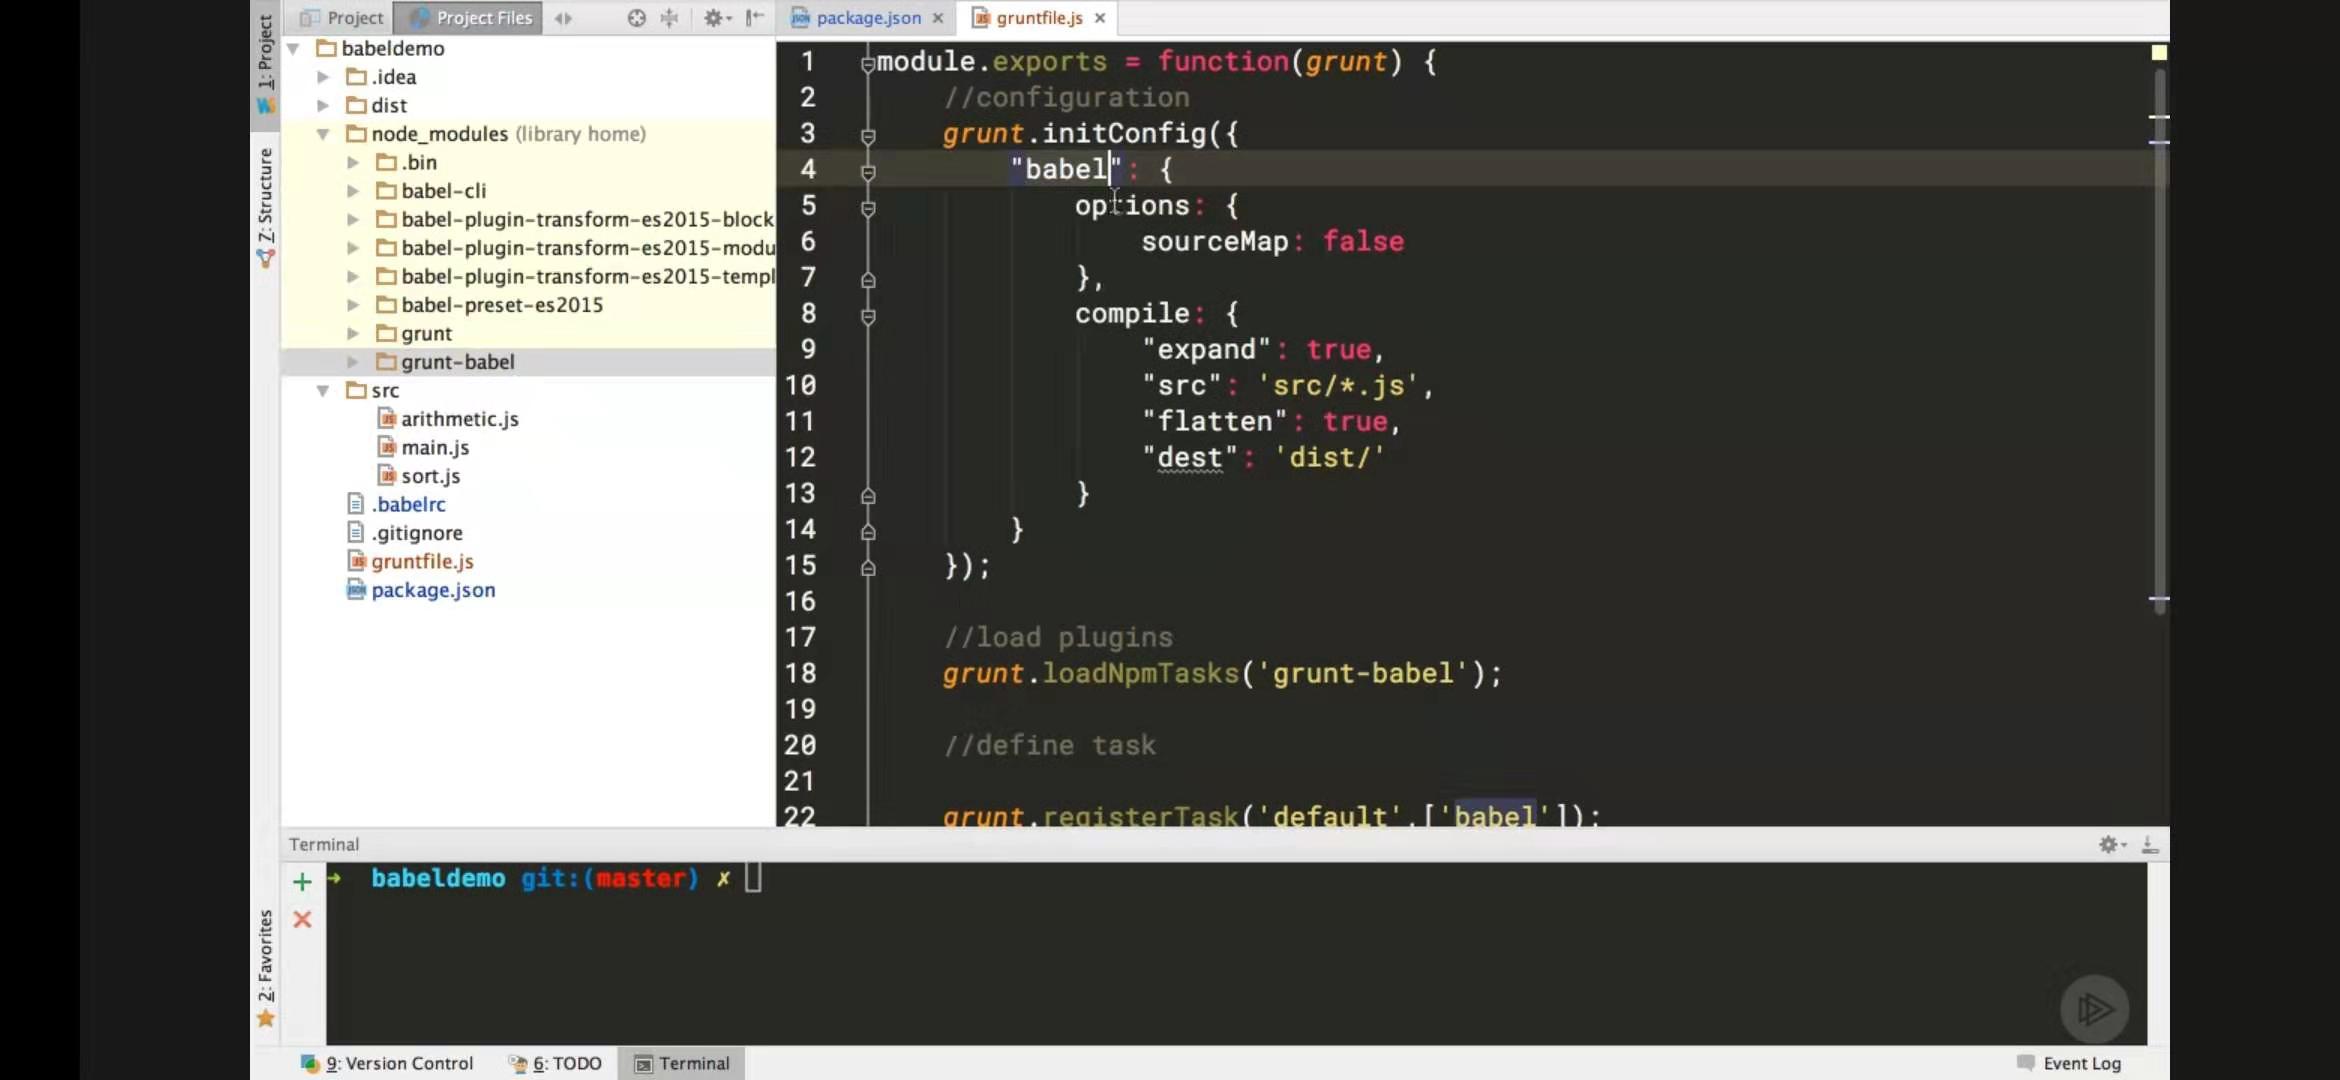 1: Project
Z: Structure
2: Favorites
Project
Project Files
babeldemo
.idea
dist
node_modules (library home)
.bin
babel-cli
babel-plugin-transform-es2015-block
babel-plugin-transform-es2015-modu
babel-plugin-transform-es2015-templ
babel-preset-es2015
grunt
grunt-babel
src
arithmetic.js
main.js
sort.js
.babelrc
.gitignore
gruntfile.js
package.json
package.json
gruntfile.js
1 module.exports = function(grunt) {
2 //configuration
3 grunt.initConfig({
4 "babel": {
5 options: {
6 sourceMap: false
7 },
8 compile: {
9 "expand": true,
10 "src": 'src/*.js',
11 "flatten": true,
12 "dest": 'dist/'
13 }
14 }
15 });
16
17 //load plugins
18 grunt.loadNpmTasks('grunt-babel');
19
20 //define task
21
22 grunt.registerTask('default',['babel']);
Terminal
→ babeldemo git:(master) ✗
9: Version Control
6: TODO
Terminal
Event Log